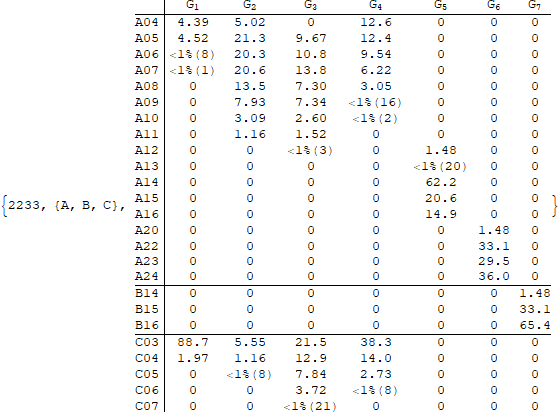 G1 G2 G3 G4 G5 G6 G7
A04 4.39 5.02 0 12.6 0 0 0
A05 4.52 21.3 9.67 12.4 0 0 0
A06 <1%(8) 20.3 10.8 9.54 0 0 0
A07 <1%(1) 20.6 13.8 6.22 0 0 0
A08 0 13.5 7.30 3.05 0 0 0
A09 0 7.93 7.34 <1%(16) 0 0 0
A10 0 3.09 2.60 <1%(2) 0 0 0
A11 0 1.16 1.52 0 0 0 0
A12 0 0 <1%(3) 0 1.48 0 0
A13 0 0 0 0 <1%(20) 0 0
A14 0 0 0 0 62.2 0 0
A15 0 0 0 0 20.6 0 0
{2233, {A, B, C}, A16 0 0 0 0 14.9 0 0 }
A20 0 0 0 0 0 1.48 0
A22 0 0 0 0 0 33.1 0
A23 0 0 0 0 0 29.5 0
A24 0 0 0 0 0 36.0 0
B14 0 0 0 0 0 0 1.48
B15 0 0 0 0 0 0 33.1
B16 0 0 0 0 0 0 65.4
C03 88.7 5.55 21.5 38.3 0 0 0
C04 1.97 1.16 12.9 14.0 0 0 0
C05 0 <1%(8) 7.84 2.73 0 0 0
C06 0 0 3.72 <1%(8) 0 0 0
C07 0 0 <1%(21) 0 0 0 0